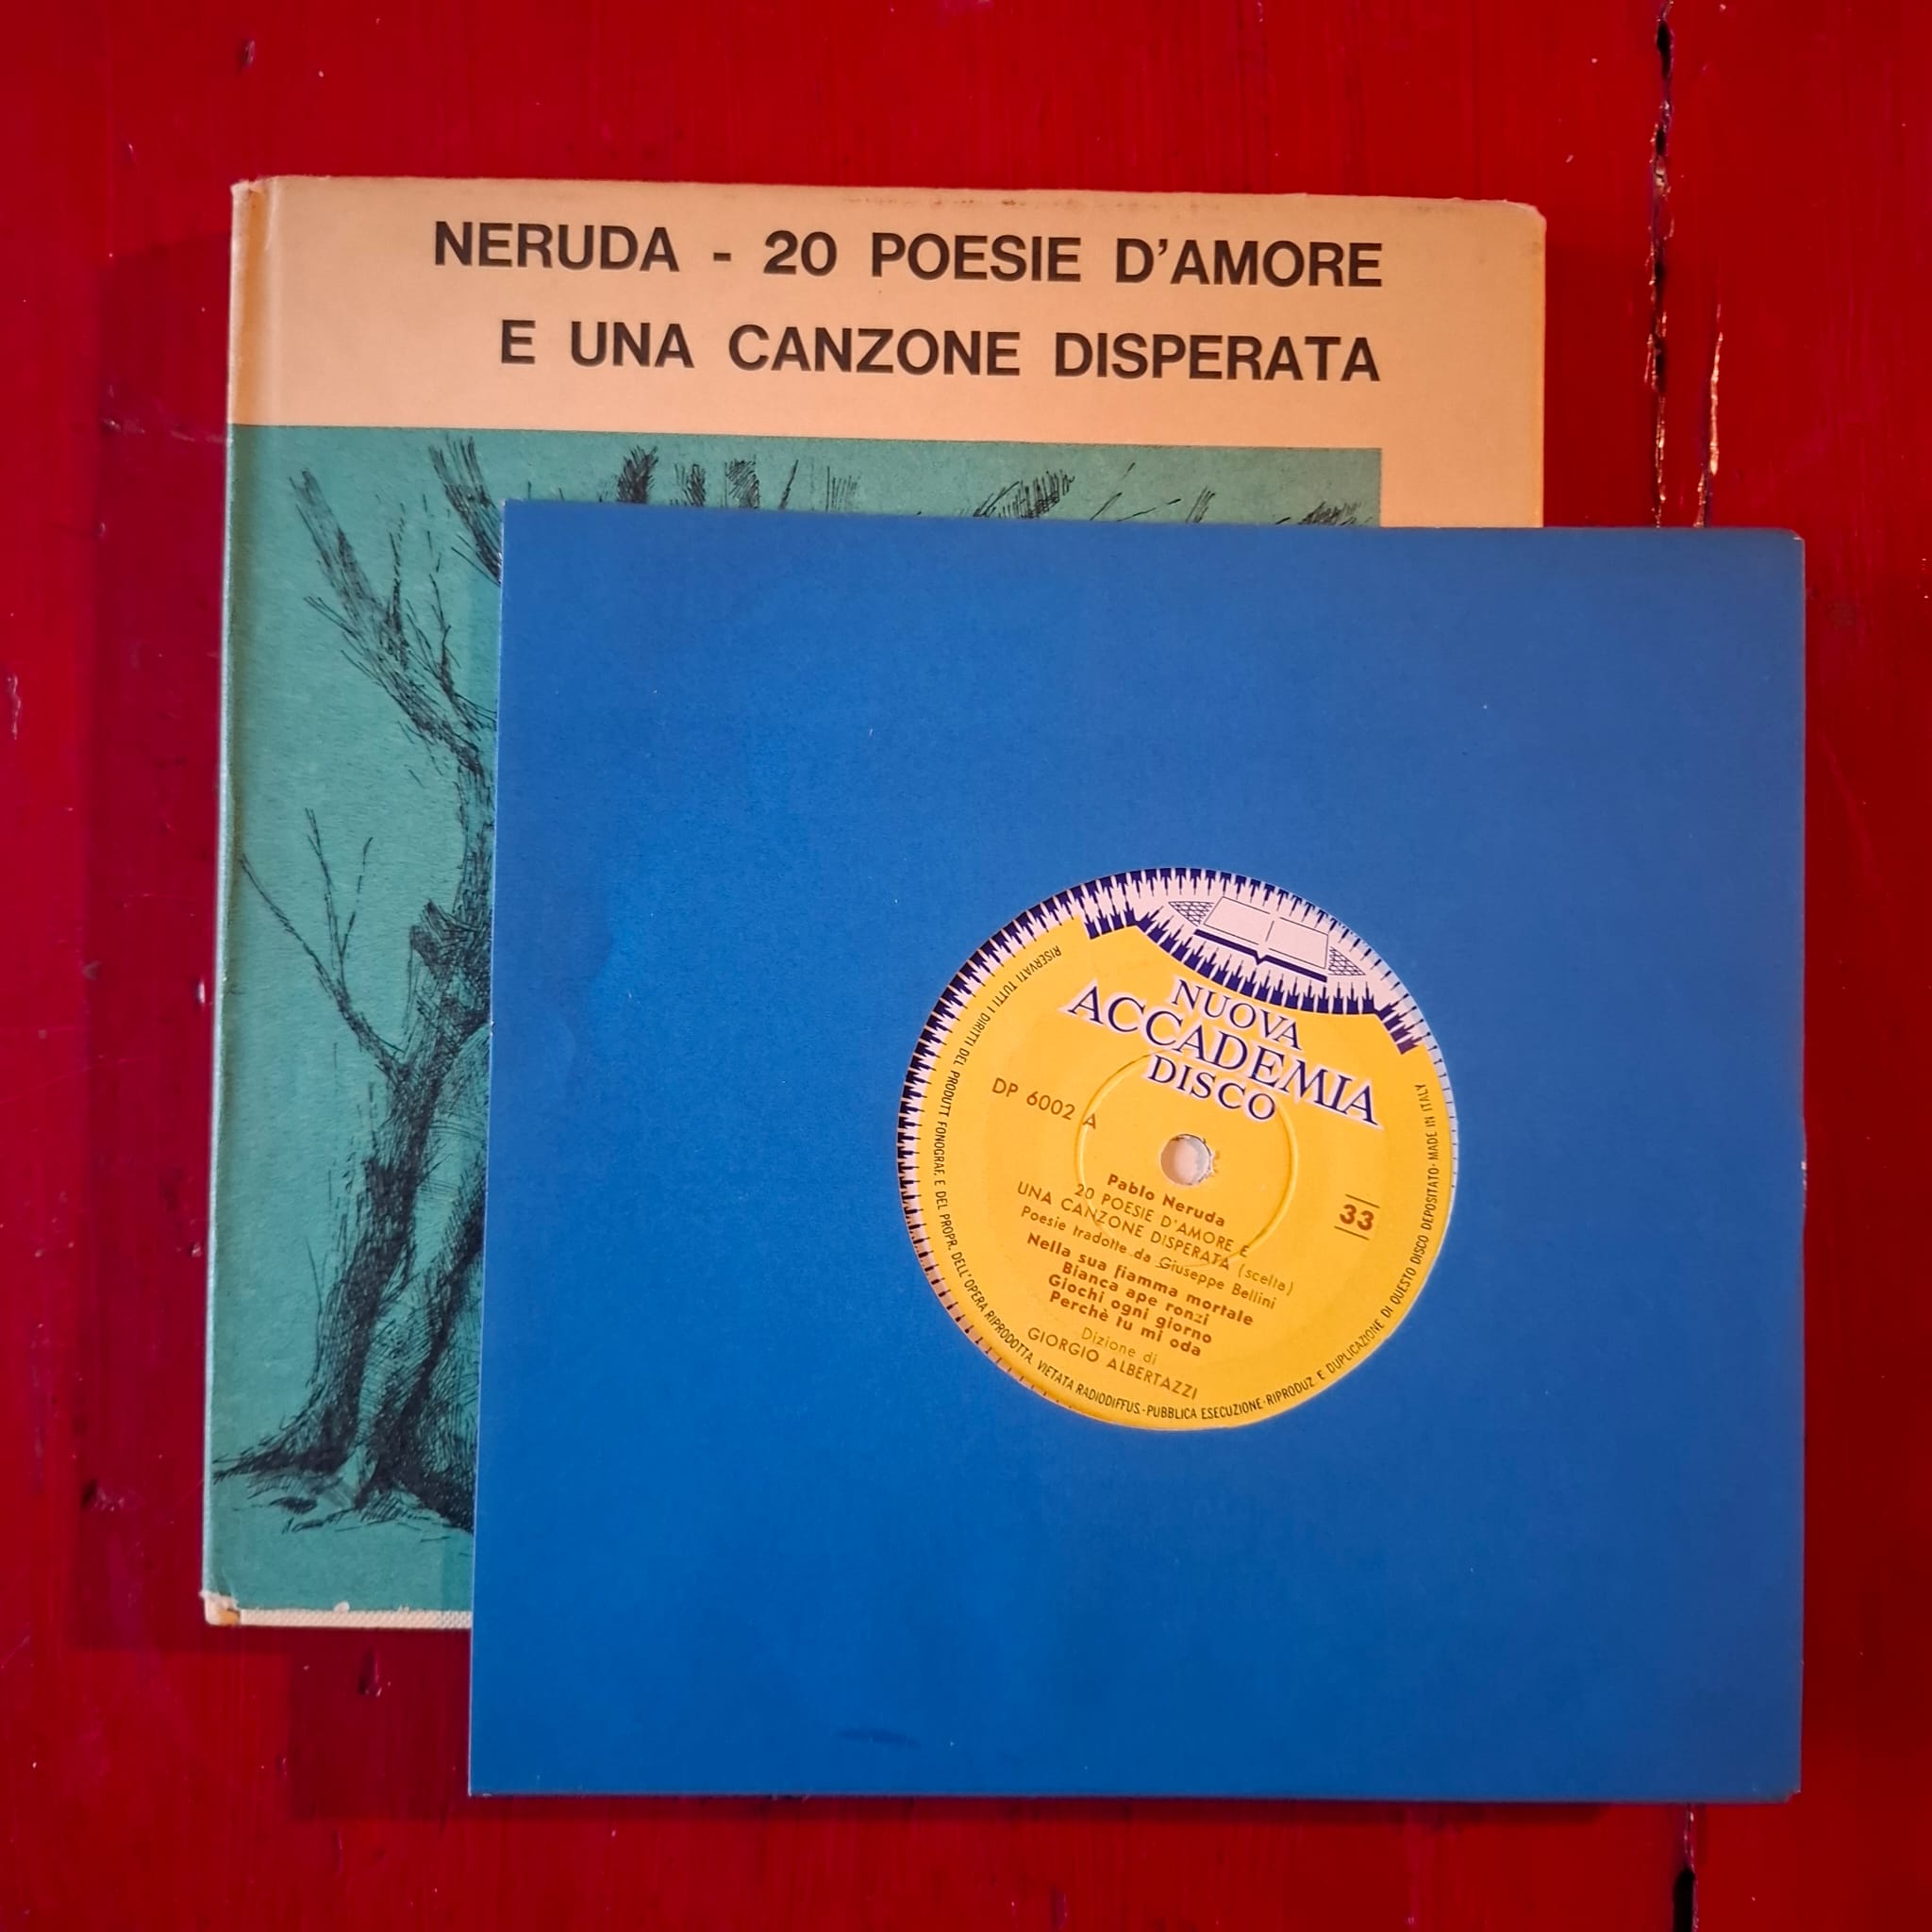 NERUDA - 20 POESIE D'AMORE
E UNA CANZONE DISPERATA
NUOVA
ACCADEMIA
DISCO
DP 6002 A
33
Pablo Neruda
20 POESIE D'AMORE E
UNA CANZONE DISPERATA (scelta)
Poesie tradotte da Giuseppe Bellini
Nella sua fiamma mortale
Bianca ape ronzi
Giochi ogni giorno
Perchè tu mi oda
Dizione di
GIORGIO ALBERTAZZI
RISERVATI TUTTI I DIRITTI DEL PRODUTT. FONOGRAF. E DEL PROPR. DELL'OPERA RIPRODOTTA. VIETATA RADIODIFFUS.-PUBBLICA ESECUZIONE-RIPRODUZ E DUPLICAZIONE DI QUESTO DISCO DEPOSITATO-MADE IN ITALY